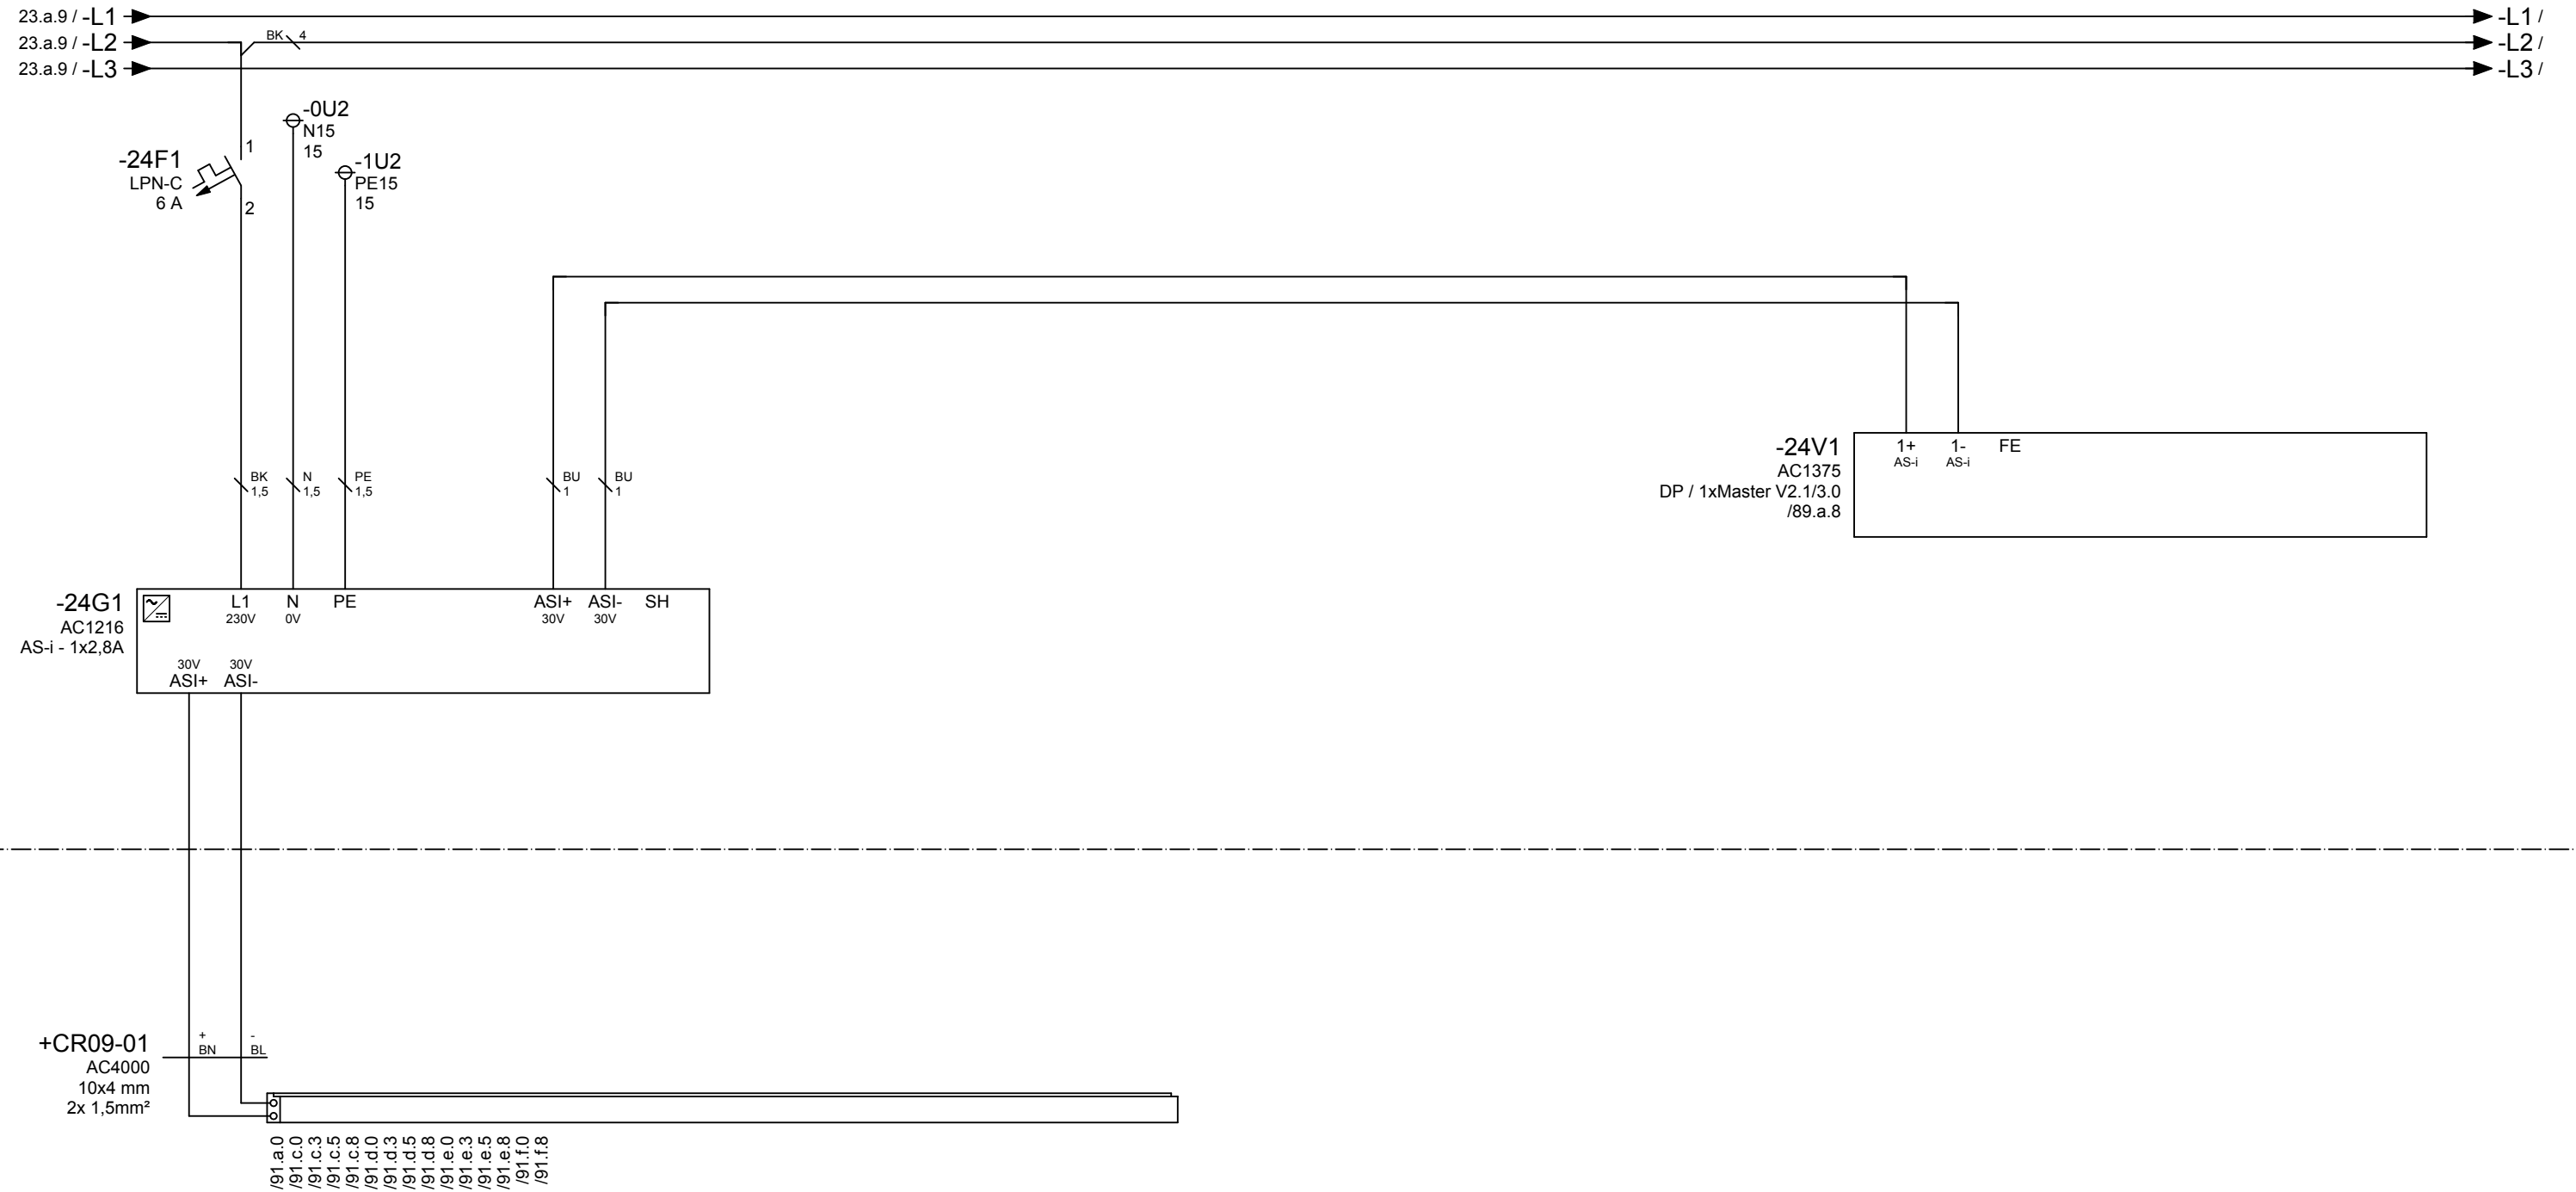 23.a.9 / -L1
-L1 /
23.a.9 / -L2
BK 4
-L2 /
23.a.9 / -L3
-L3 /
-0U2
N15
15
-24F1
LPN-C
6 A
1
2
-1U2
PE15
15
BK
1,5
N
1,5
PE
1,5
BU
1
BU
1
-24V1
AC1375
DP / 1xMaster V2.1/3.0
/89.a.8
1+
AS-i
1-
AS-i
FE
-24G1
AC1216
AS-i - 1x2,8A
L1
230V
N
0V
PE
ASI+
30V
ASI-
30V
SH
30V
ASI+
30V
ASI-
+CR09-01
AC4000
10x4 mm
2x 1,5mm²
+
BN
-
BL
/91.a.0
/91.c.0
/91.c.3
/91.c.5
/91.c.8
/91.d.0
/91.d.3
/91.d.5
/91.d.8
/91.e.0
/91.e.3
/91.e.5
/91.e.8
/91.f.0
/91.f.8